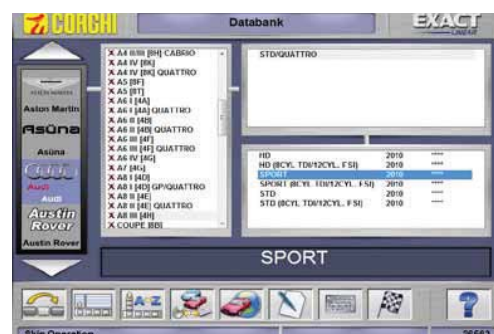 CORGHI
Databank
EXACT
LINEAR
ASTON MARTIN
Aston Martin
Asüna
Asüna
Audi
Audi
Austin
Rover
Austin Rover
X A4 II/III [8H] CABRIO
X A4 IV [8K]
X A4 IV [8K] QUATTRO
X A5 [8F]
X A5 [8T]
X A6 I [4A]
X A6 I [4A] QUATTRO
X A6 II [4B]
X A6 II [4B] QUATTRO
X A6 III [4F]
X A6 III [4F] QUATTRO
X A6 IV [4G]
X A7 [4G]
X A8 I [4D]
X A8 I [4D] GP/QUATTRO
X A8 II [4E]
X A8 II [4E] QUATTRO
X A8 III [4H]
X COUPE [8B]
STD/QUATTRO
HD 2010 ****
HD (8CYL. TDI/12CYL. FSI) 2010 ****
SPORT 2010 ****
SPORT (8CYL. TDI/12CYL. FSI) 2010 ****
STD 2010 ****
STD (8CYL. TDI/12CYL. FSI) 2010 ****
SPORT
A-Z
?
Skip Operation